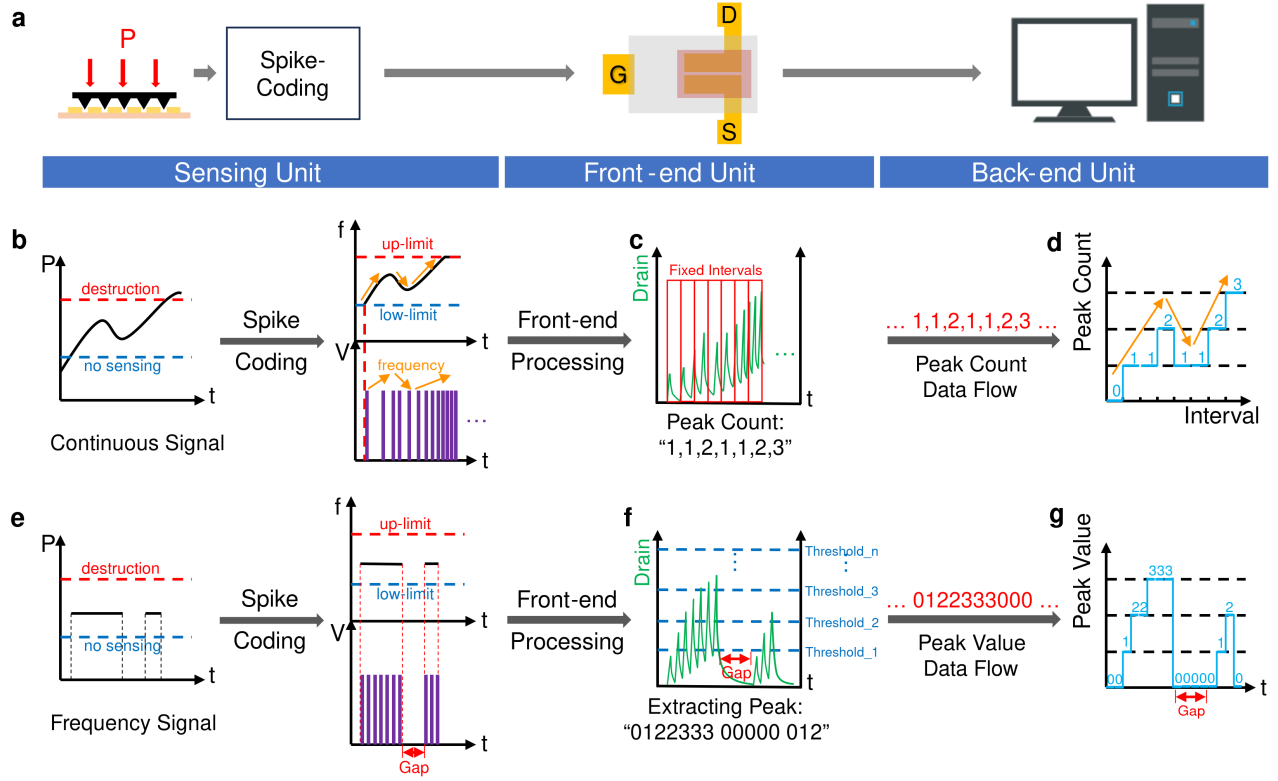 a
P
Spike-
Coding
G
D
S
Sensing Unit
Front-end Unit
Back-end Unit
b
P
destruction
no sensing
t
Continuous Signal
Spike
Coding
f
up-limit
low-limit
t
V
frequency
...
t
Front-end
Processing
c
Drain
Fixed Intervals
...
t
Peak Count:
“1,1,2,1,1,2,3”
... 1,1,2,1,1,2,3 ...
Peak Count
Data Flow
d
Peak Count
0
1
1
2
1
1
2
3
Interval
e
P
destruction
no sensing
t
Frequency Signal
Spike
Coding
f
up-limit
low-limit
t
V
t
Gap
Front-end
Processing
f
Drain
Threshold_n
Threshold_3
Threshold_2
Threshold_1
Gap
t
Extracting Peak:
“0122333 00000 012”
... 0122333000 ...
Peak Value
Data Flow
g
Peak Value
00
1
22
333
00000
1
2
0
t
Gap